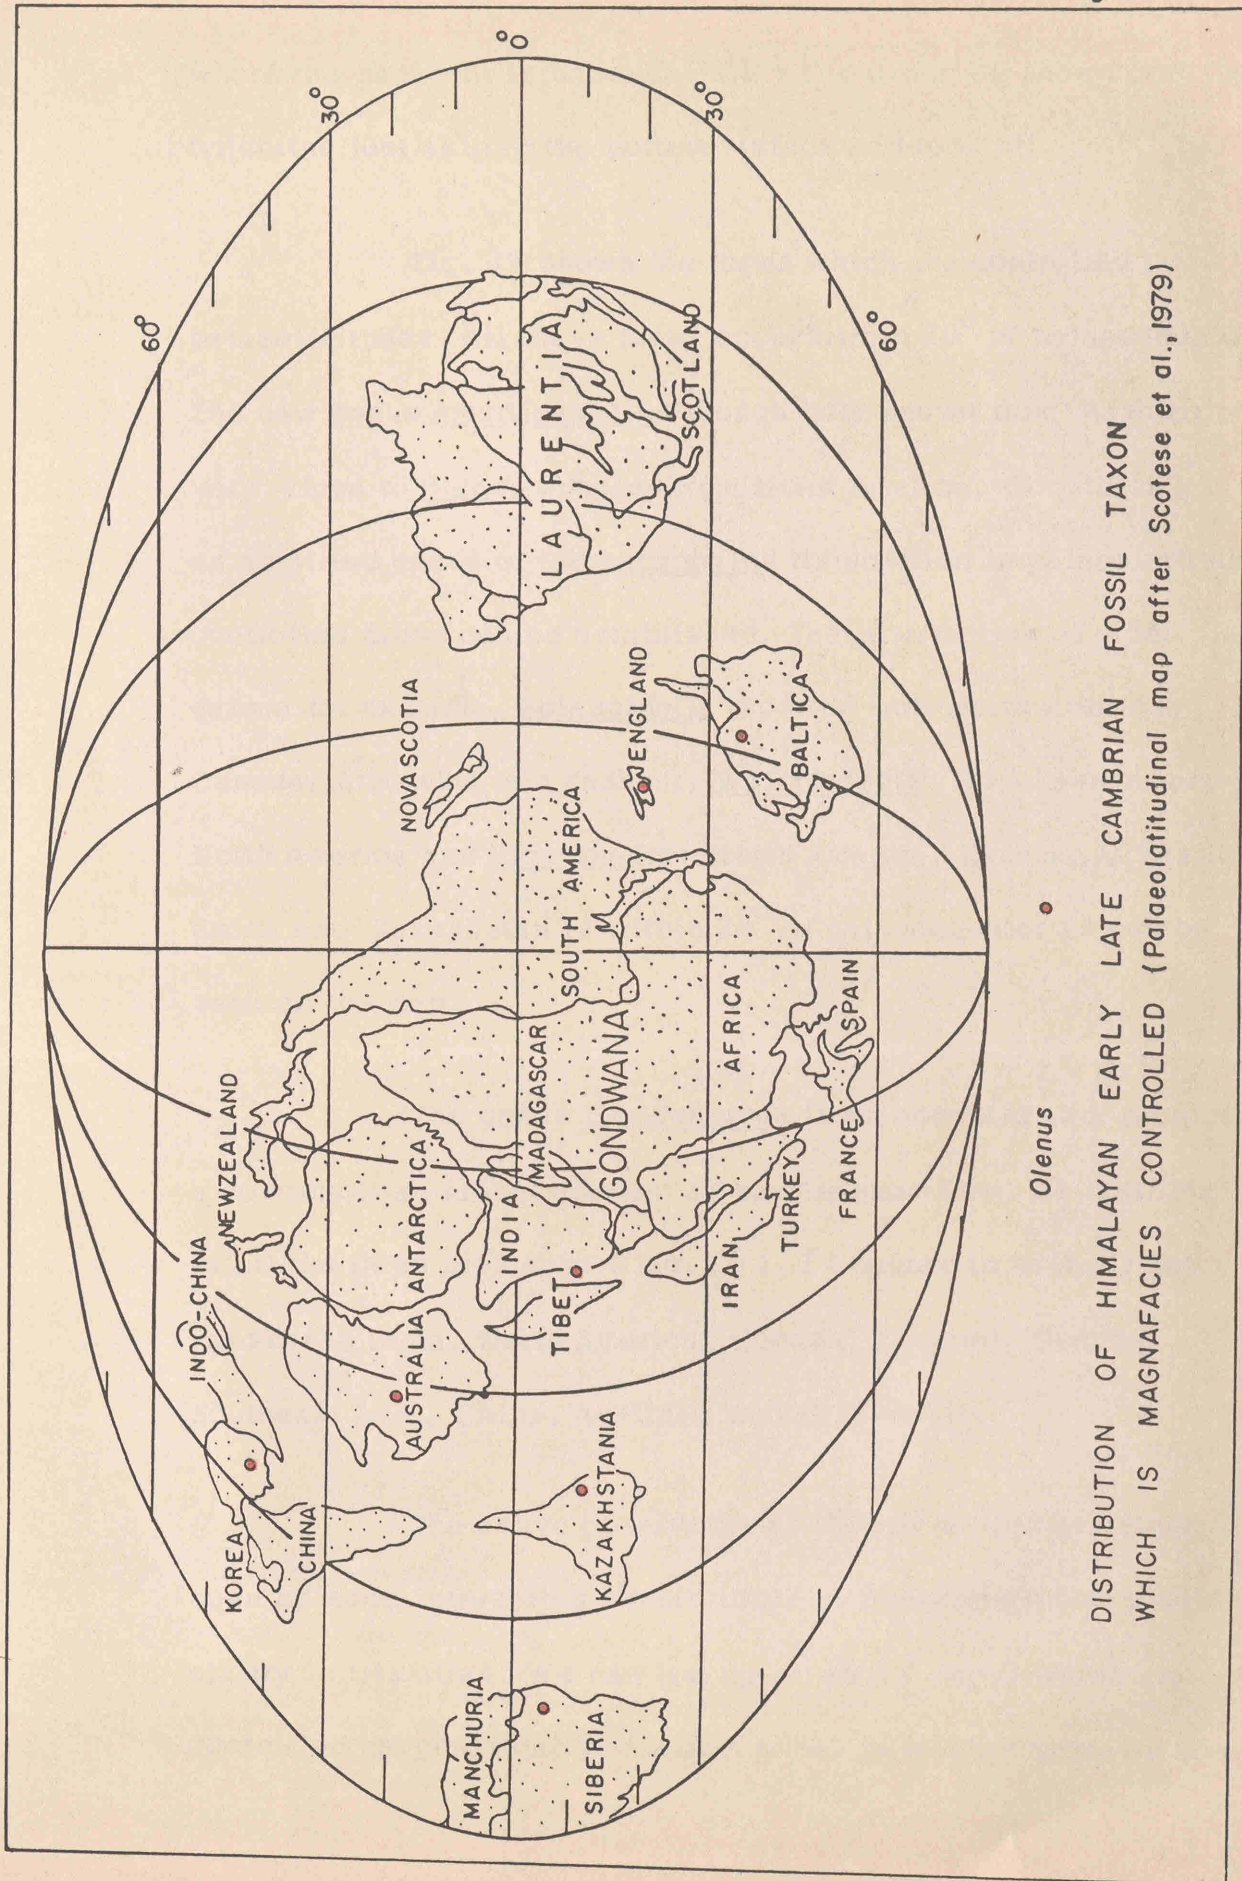 60°
30°
0°
30°
60°
MANCHURIA
SIBERIA
KOREA
CHINA
INDO-CHINA
KAZAKHSTANIA
AUSTRALIA
NEWZEALAND
ANTARCTICA
TIBET
INDIA
MADAGASCAR
GONDWANA
IRAN
TURKEY
FRANCE
SPAIN
AFRICA
SOUTH AMERICA
NOVA SCOTIA
ENGLAND
BALTICA
LAURENTIA
SCOTLAND
Olenus
DISTRIBUTION OF HIMALAYAN EARLY LATE CAMBRIAN FOSSIL TAXON
WHICH IS MAGNAFACIES CONTROLLED (Palaeolatitudinal map after Scotese et al.,1979)